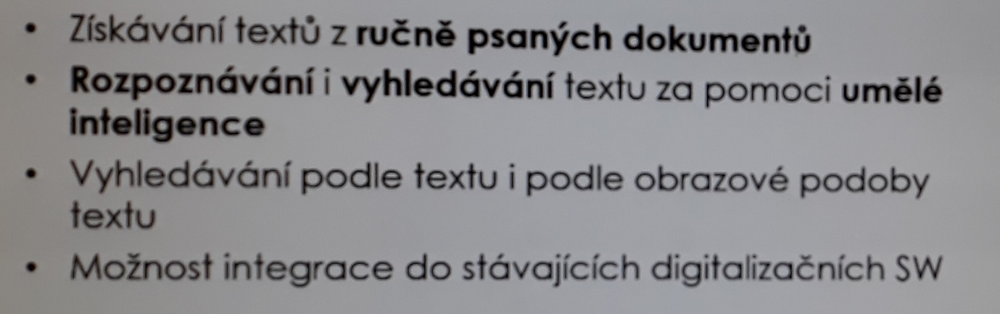 • Získávání textů z ručně psaných dokumentů
• Rozpoznávání i vyhledávání textu za pomoci umělé
inteligence
• Vyhledávání podle textu i podle obrazové podoby
textu
• Možnost integrace do stávajících digitalizačních SW